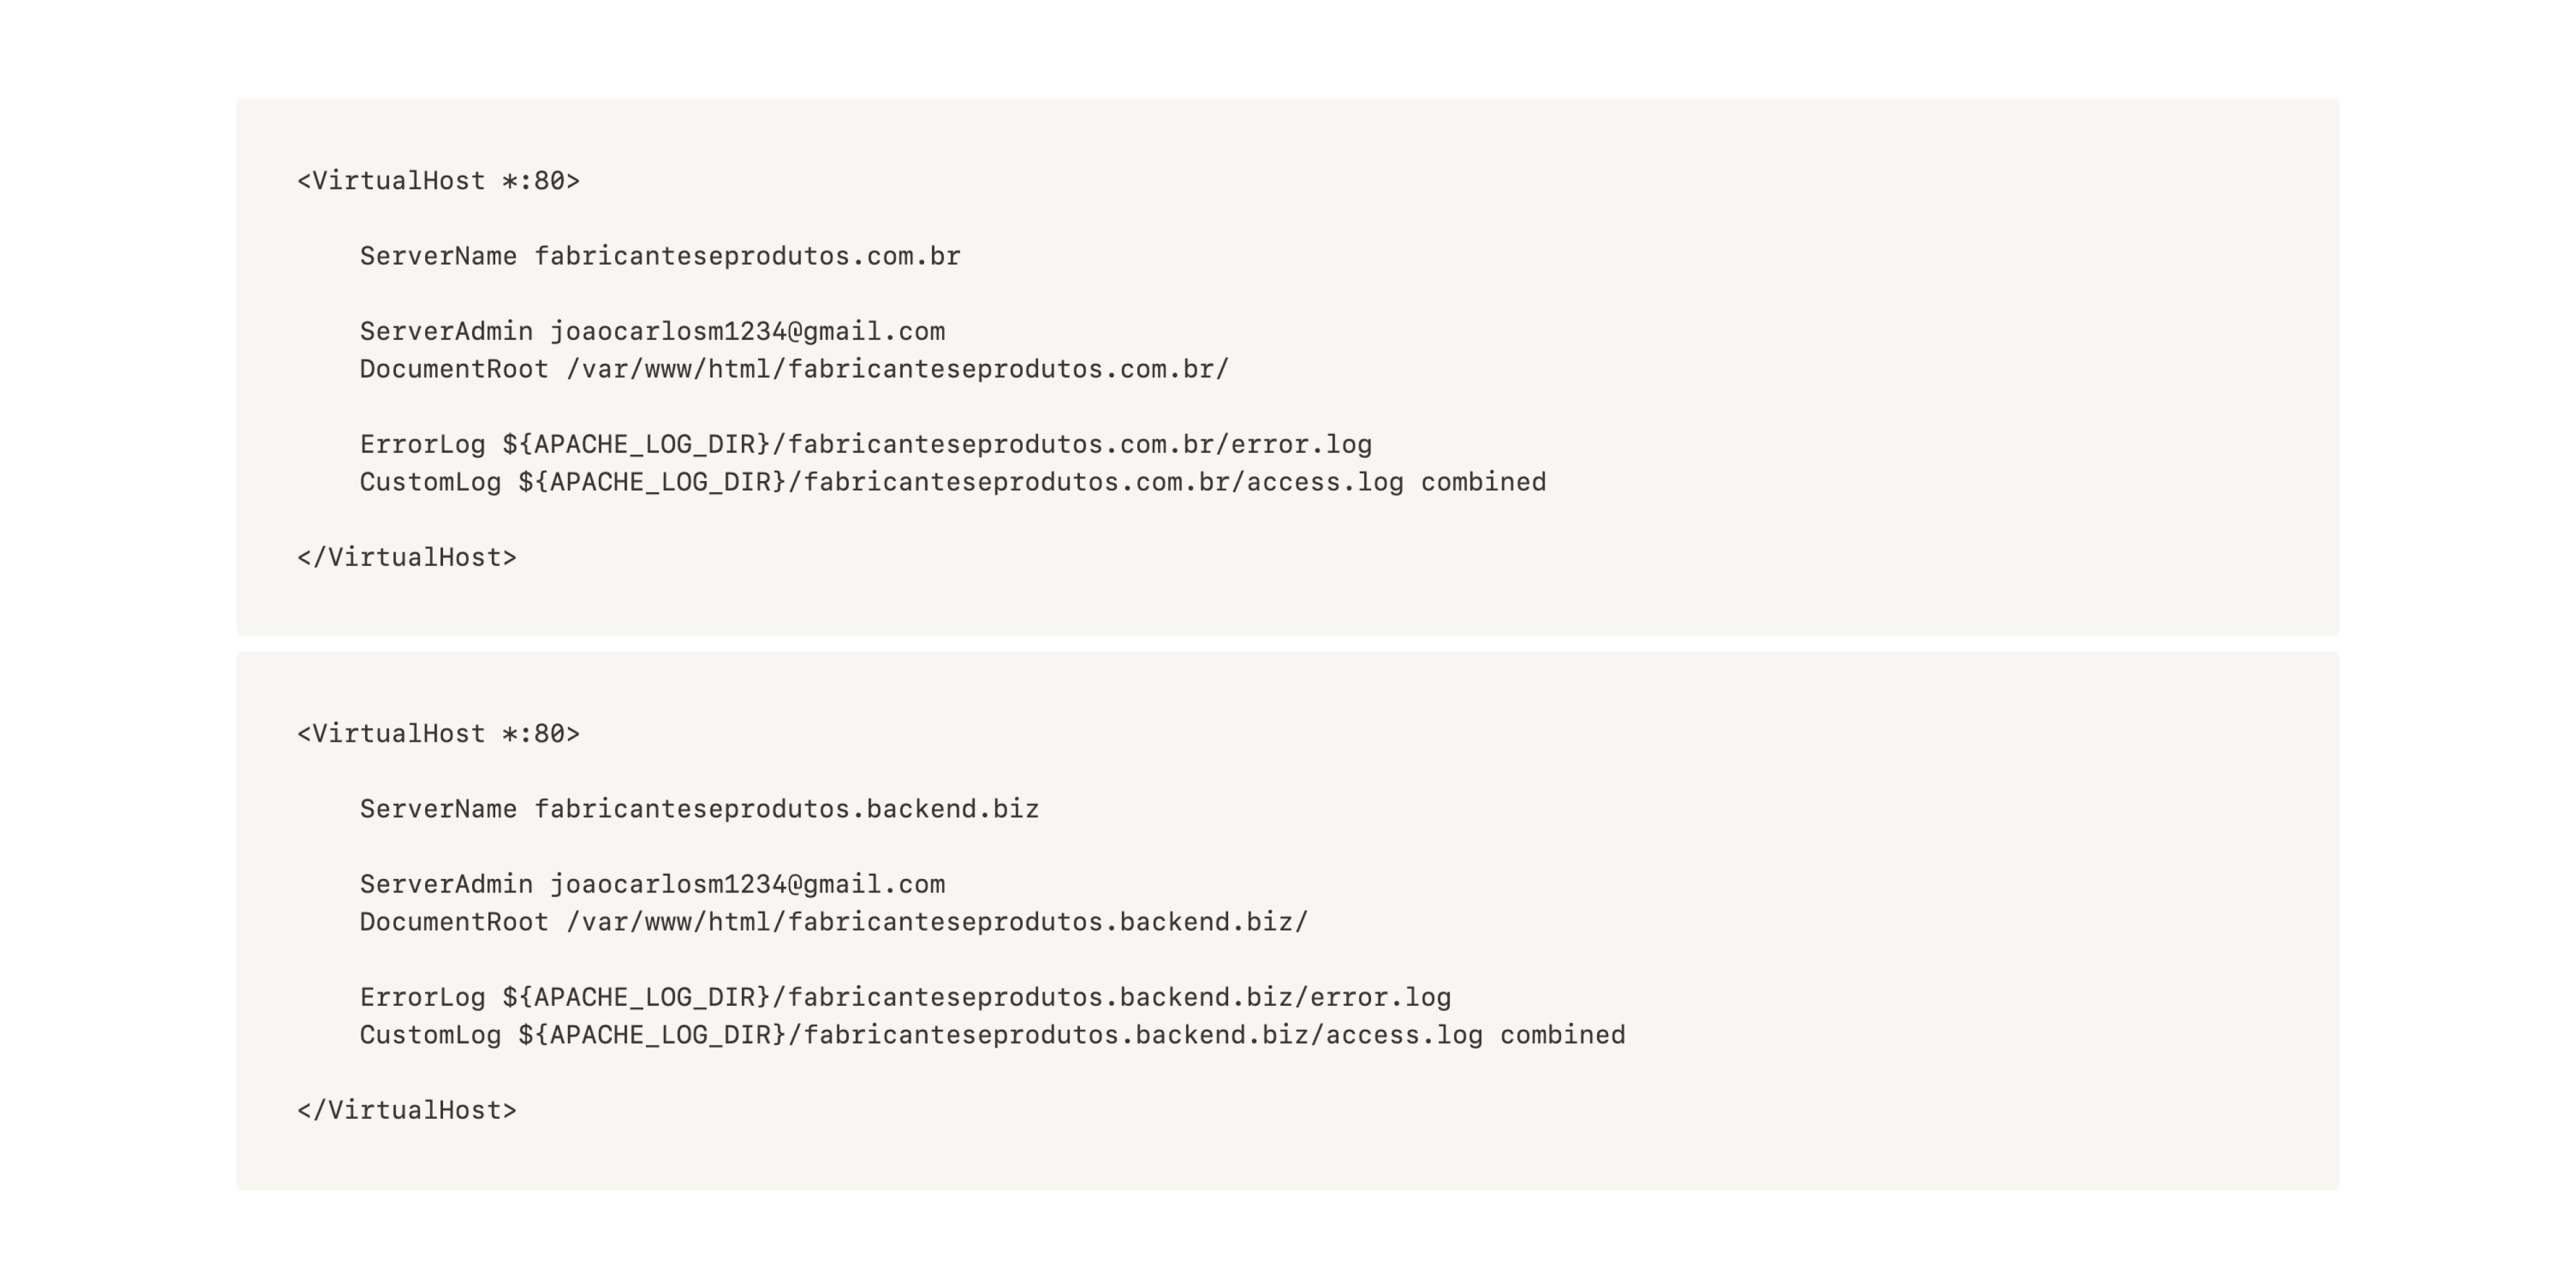 <VirtualHost *:80>
ServerName fabricanteseprodutos.com.br
ServerAdmin joaocarlosm1234@gmail.com
DocumentRoot /var/www/html/fabricanteseprodutos.com.br/
ErrorLog ${APACHE_LOG_DIR}/fabricanteseprodutos.com.br/error.log
CustomLog ${APACHE_LOG_DIR}/fabricanteseprodutos.com.br/access.log combined
</VirtualHost>
<VirtualHost *:80>
ServerName fabricanteseprodutos.backend.biz
ServerAdmin joaocarlosm1234@gmail.com
DocumentRoot /var/www/html/fabricanteseprodutos.backend.biz/
ErrorLog ${APACHE_LOG_DIR}/fabricanteseprodutos.backend.biz/error.log
CustomLog ${APACHE_LOG_DIR}/fabricanteseprodutos.backend.biz/access.log combined
</VirtualHost>